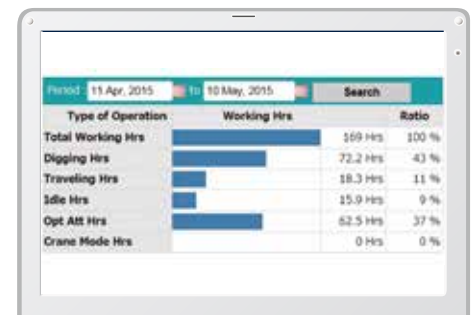 Period : 11 Apr, 2015 to 10 May, 2015 Search
Type of Operation Working Hrs Ratio
Total Working Hrs 169 Hrs 100 %
Digging Hrs 72.2 Hrs 43 %
Traveling Hrs 18.3 Hrs 11 %
Idle Hrs 15.9 Hrs 9 %
Opt Att Hrs 62.5 Hrs 37 %
Crane Mode Hrs 0 Hrs 0 %